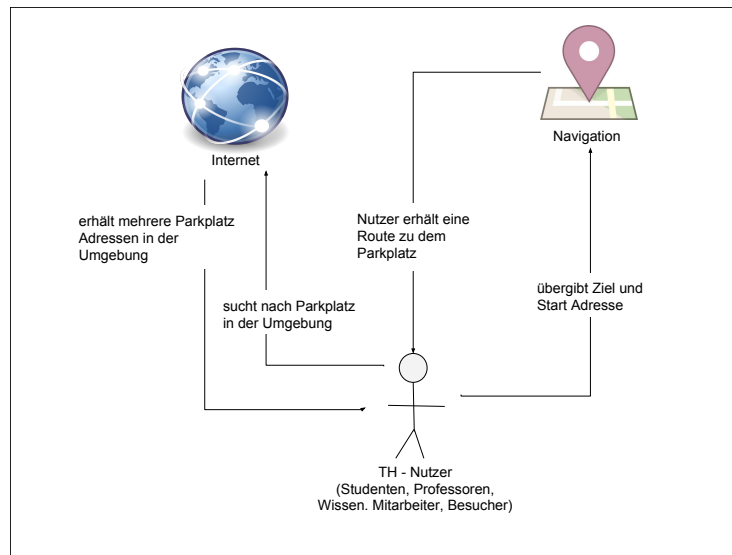 Internet
Navigation
erhält mehrere Parkplatz
Adressen in der
Umgebung
Nutzer erhält eine
Route zu dem
Parkplatz
übergibt Ziel und
Start Adresse
sucht nach Parkplatz
in der Umgebung
TH - Nutzer
(Studenten, Professoren,
Wissen. Mitarbeiter, Besucher)